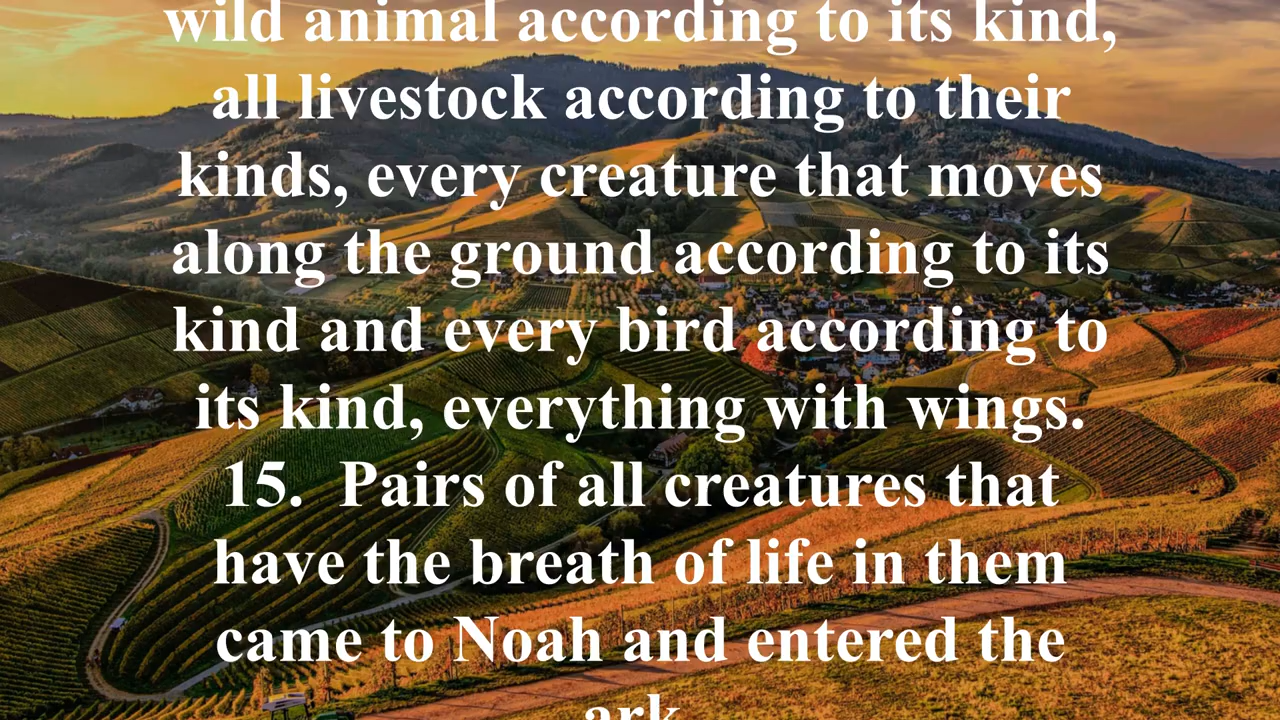 wild animal according to its kind,
all livestock according to their
kinds, every creature that moves
along the ground according to its
kind and every bird according to
its kind, everything with wings.
15.  Pairs of all creatures that
have the breath of life in them
came to Noah and entered the
ark.